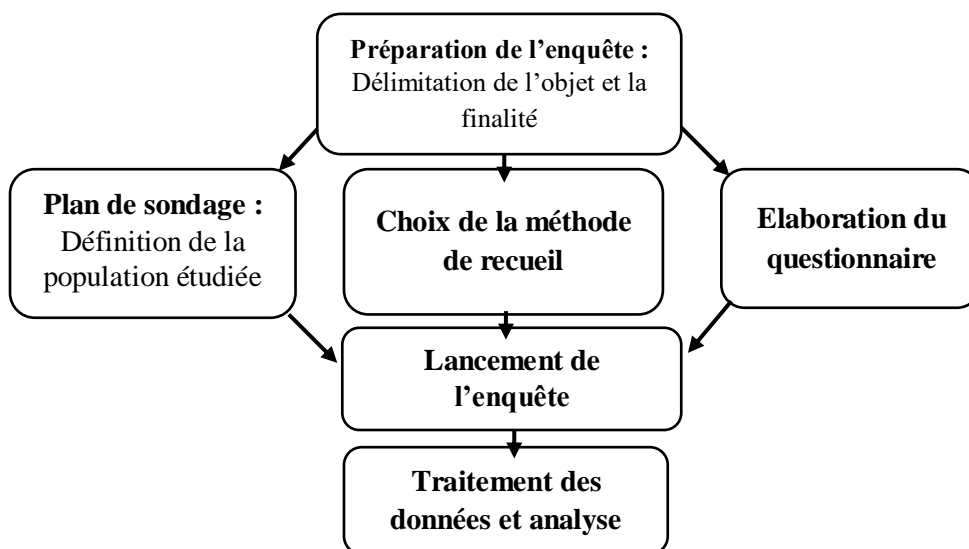 Préparation de l’enquête :
Délimitation de l’objet et la
finalité
Plan de sondage :
Définition de la
population étudiée
Choix de la méthode
de recueil
Elaboration du
questionnaire
Lancement de
l’enquête
Traitement des
données et analyse